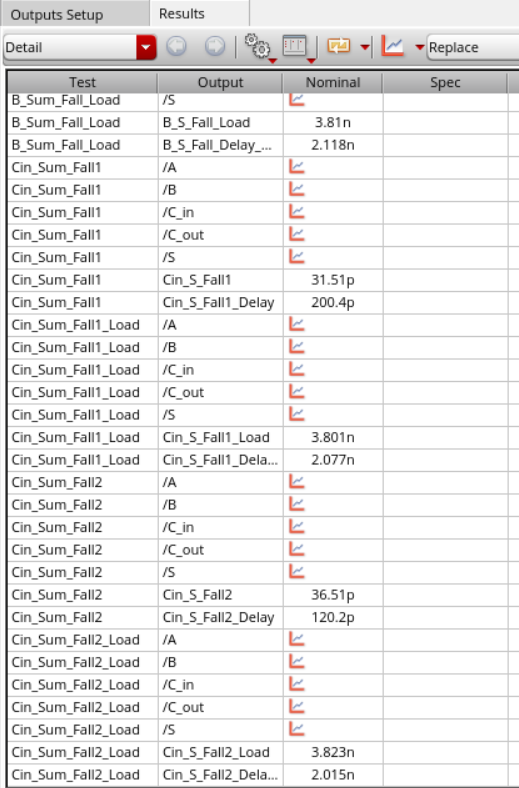 Outputs Setup Results
Detail Replace
Test Output Nominal Spec
B_Sum_Fall_Load /S
B_Sum_Fall_Load B_S_Fall_Load 3.81n
B_Sum_Fall_Load B_S_Fall_Delay_... 2.118n
Cin_Sum_Fall1 /A
Cin_Sum_Fall1 /B
Cin_Sum_Fall1 /C_in
Cin_Sum_Fall1 /C_out
Cin_Sum_Fall1 /S
Cin_Sum_Fall1 Cin_S_Fall1 31.51p
Cin_Sum_Fall1 Cin_S_Fall1_Delay 200.4p
Cin_Sum_Fall1_Load /A
Cin_Sum_Fall1_Load /B
Cin_Sum_Fall1_Load /C_in
Cin_Sum_Fall1_Load /C_out
Cin_Sum_Fall1_Load /S
Cin_Sum_Fall1_Load Cin_S_Fall1_Load 3.801n
Cin_Sum_Fall1_Load Cin_S_Fall1_Dela... 2.077n
Cin_Sum_Fall2 /A
Cin_Sum_Fall2 /B
Cin_Sum_Fall2 /C_in
Cin_Sum_Fall2 /C_out
Cin_Sum_Fall2 /S
Cin_Sum_Fall2 Cin_S_Fall2 36.51p
Cin_Sum_Fall2 Cin_S_Fall2_Delay 120.2p
Cin_Sum_Fall2_Load /A
Cin_Sum_Fall2_Load /B
Cin_Sum_Fall2_Load /C_in
Cin_Sum_Fall2_Load /C_out
Cin_Sum_Fall2_Load /S
Cin_Sum_Fall2_Load Cin_S_Fall2_Load 3.823n
Cin_Sum_Fall2_Load Cin_S_Fall2_Dela... 2.015n